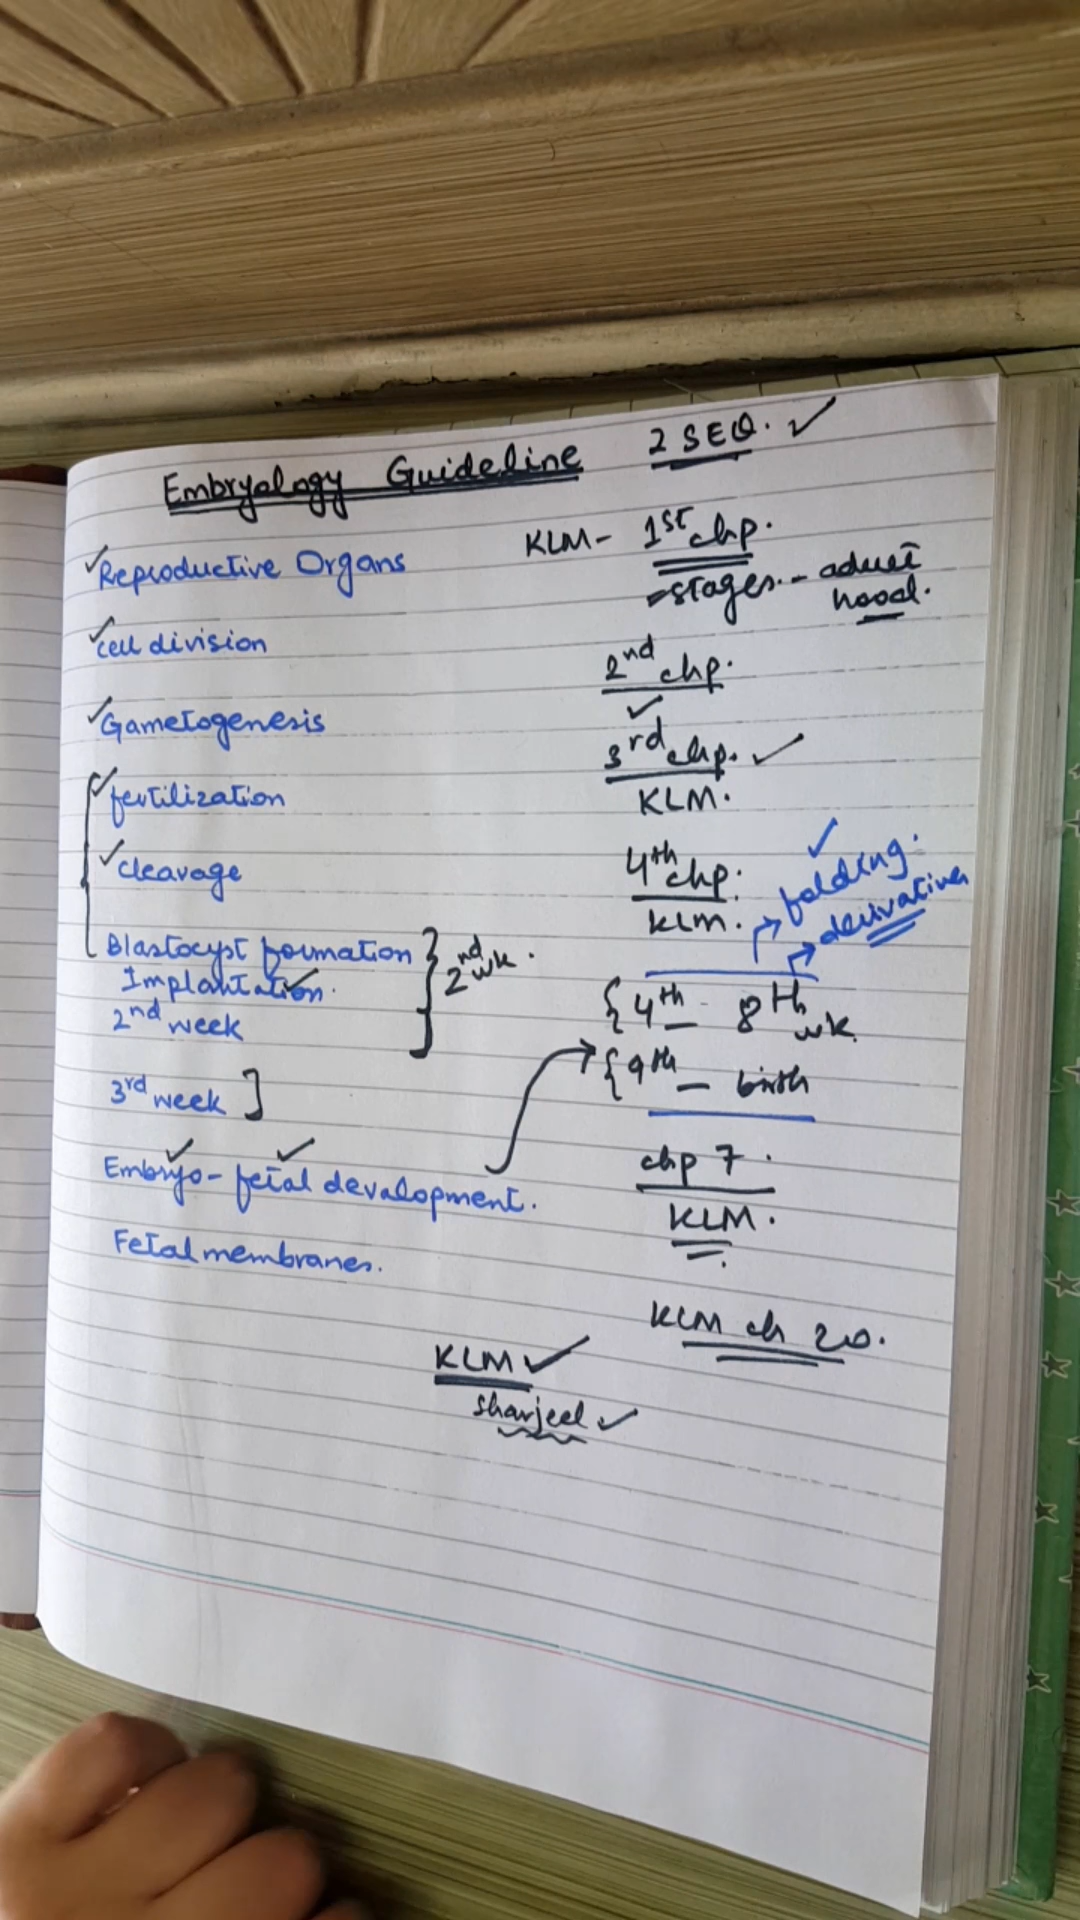 Embryology Guideline 2 SEQ.
Reproductive Organs KLM- 1st chp.
stages. - adult
hood.
cell division 2nd chp.
Gametogenesis 3rd chp.
KLM.
fertilization
cleavage 4th chp.
KLM.
folding.
derivatives
Blastocyst formation
Implantation.
2nd week
2nd wk.
4th - 8th wk.
9th - birth
3rd week
Embryo - fetal devalopment. chp 7.
KLM.
Fetal membranes.
KLM ch 20.
KLM
sharjeel